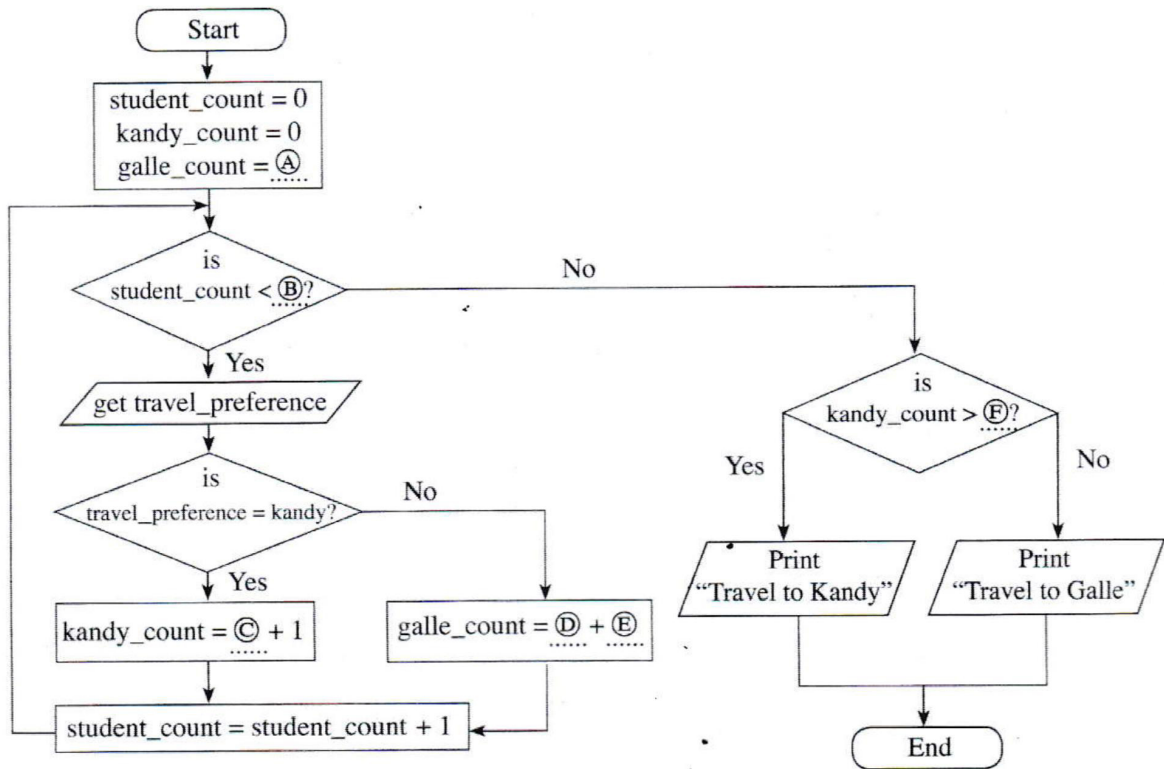 Start
student_count = 0
kandy_count = 0
galle_count = Ⓐ
is
student_count < Ⓑ?
No
Yes
get travel_preference
is
travel_preference = kandy?
No
Yes
kandy_count = Ⓒ + 1
galle_count = Ⓓ + Ⓔ
student_count = student_count + 1
is
kandy_count > Ⓕ?
Yes
No
Print
“Travel to Kandy”
Print
“Travel to Galle”
End